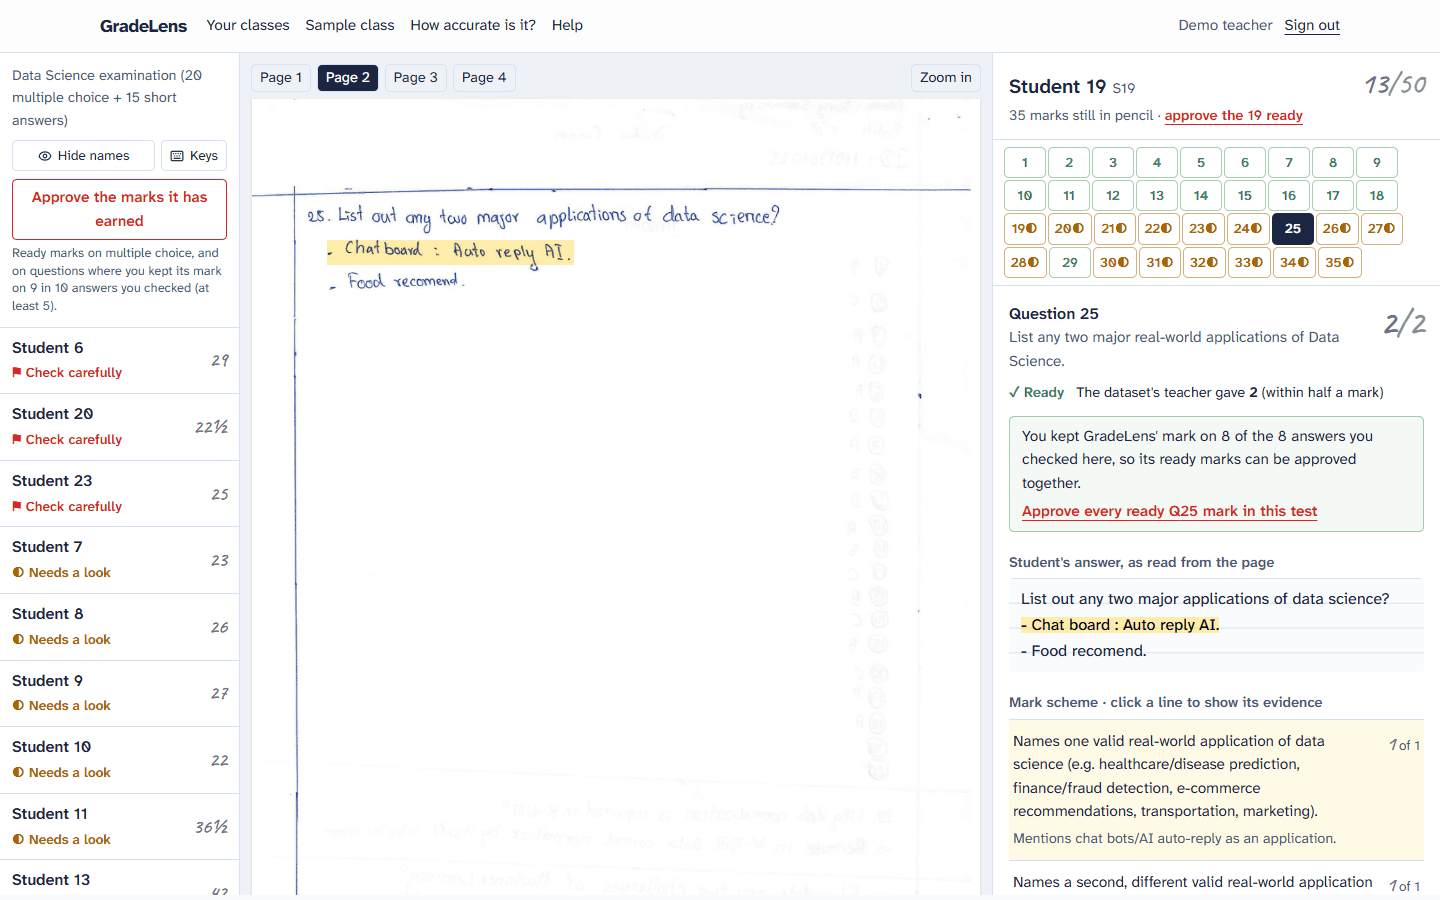 GradeLens Your classes Sample class How accurate is it? Help Demo teacher Sign out
Data Science examination (20
multiple choice + 15 short
answers)
Hide names Keys
Approve the marks it has
earned
Ready marks on multiple choice, and
on questions where you kept its mark
on 9 in 10 answers you checked (at
least 5).
Student 6 29
Check carefully
Student 20 22½
Check carefully
Student 23 25
Check carefully
Student 7 23
Needs a look
Student 8 26
Needs a look
Student 9 27
Needs a look
Student 10 22
Needs a look
Student 11 36½
Needs a look
Student 13
Page 1 Page 2 Page 3 Page 4 Zoom in
25. List out any two major applications of data science?
- Chatboard : Auto reply AI.
- Food recomend.
Student 19 S19 13/50
35 marks still in pencil · approve the 19 ready
1 2 3 4 5 6 7 8 9
10 11 12 13 14 15 16 17 18
19 20 21 22 23 24 25 26 27
28 29 30 31 32 33 34 35
Question 25 2/2
List any two major real-world applications of Data
Science.
✓ Ready The dataset's teacher gave 2 (within half a mark)
You kept GradeLens' mark on 8 of the 8 answers you
checked here, so its ready marks can be approved
together.
Approve every ready Q25 mark in this test
Student's answer, as read from the page
List out any two major applications of data science?
- Chat board : Auto reply AI.
- Food recomend.
Mark scheme · click a line to show its evidence
Names one valid real-world application of data 1 of 1
science (e.g. healthcare/disease prediction,
finance/fraud detection, e-commerce
recommendations, transportation, marketing).
Mentions chat bots/AI auto-reply as an application.
Names a second, different valid real-world application 1 of 1